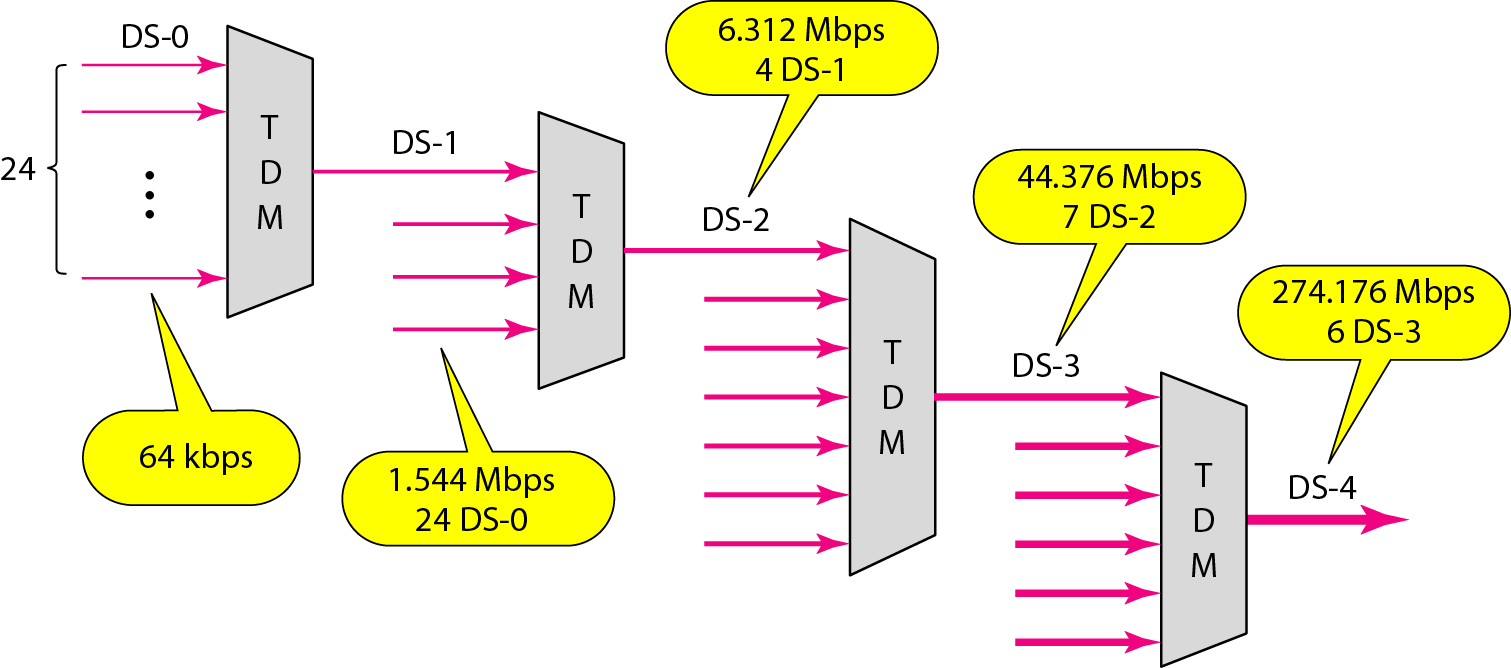 DS-0
24
T
D
M
64 kbps
DS-1
1.544 Mbps
24 DS-0
T
D
M
6.312 Mbps
4 DS-1
DS-2
T
D
M
44.376 Mbps
7 DS-2
DS-3
T
D
M
274.176 Mbps
6 DS-3
DS-4